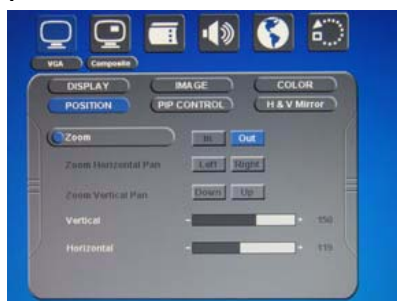 VGA Composite
DISPLAY IMAGE COLOR
POSITION PIP CONTROL H & V Mirror
Zoom In Out
Zoom Horizontal Pan Left Right
Zoom Vertical Pan Down Up
Vertical - + 150
Horizontal - + 119